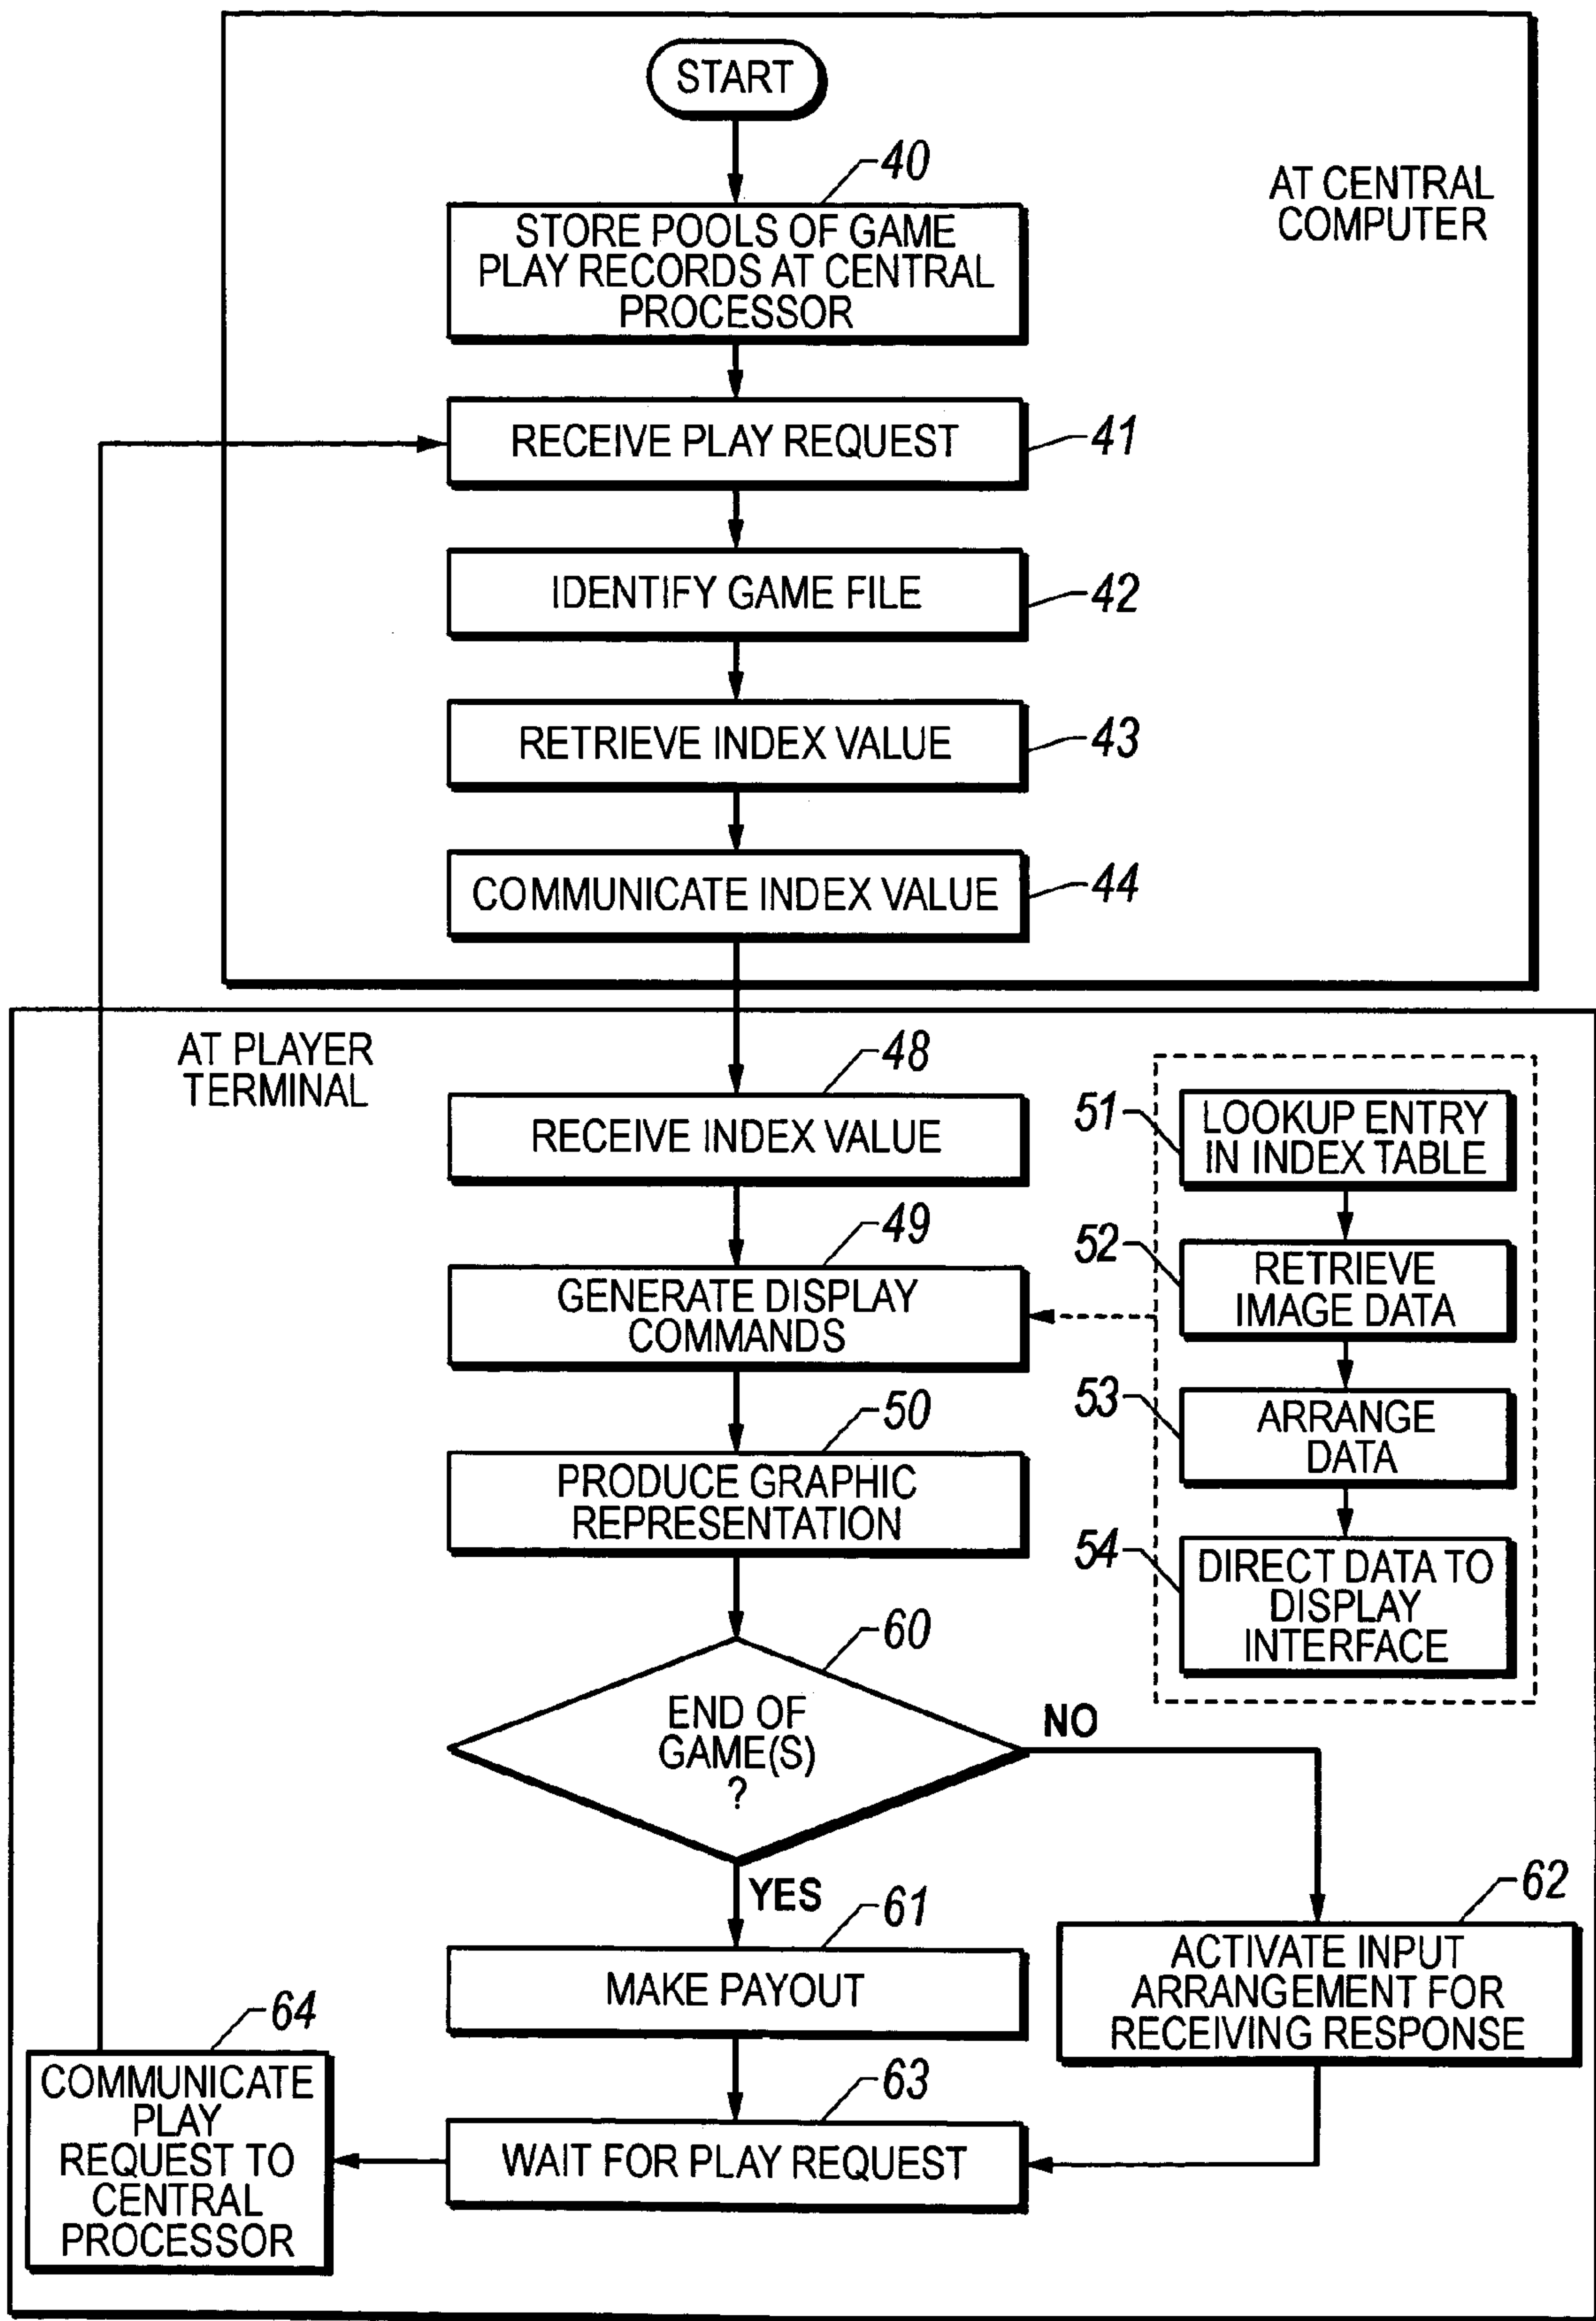 START
40
AT CENTRAL
COMPUTER
STORE POOLS OF GAME
PLAY RECORDS AT CENTRAL
PROCESSOR
RECEIVE PLAY REQUEST
41
IDENTIFY GAME FILE
42
RETRIEVE INDEX VALUE
43
COMMUNICATE INDEX VALUE
44
AT PLAYER
TERMINAL
48
RECEIVE INDEX VALUE
49
GENERATE DISPLAY
COMMANDS
50
PRODUCE GRAPHIC
REPRESENTATION
51
LOOKUP ENTRY
IN INDEX TABLE
52
RETRIEVE
IMAGE DATA
53
ARRANGE
DATA
54
DIRECT DATA TO
DISPLAY
INTERFACE
60
END OF
GAME(S)
?
NO
YES
61
MAKE PAYOUT
62
ACTIVATE INPUT
ARRANGEMENT FOR
RECEIVING RESPONSE
63
WAIT FOR PLAY REQUEST
64
COMMUNICATE
PLAY
REQUEST TO
CENTRAL
PROCESSOR